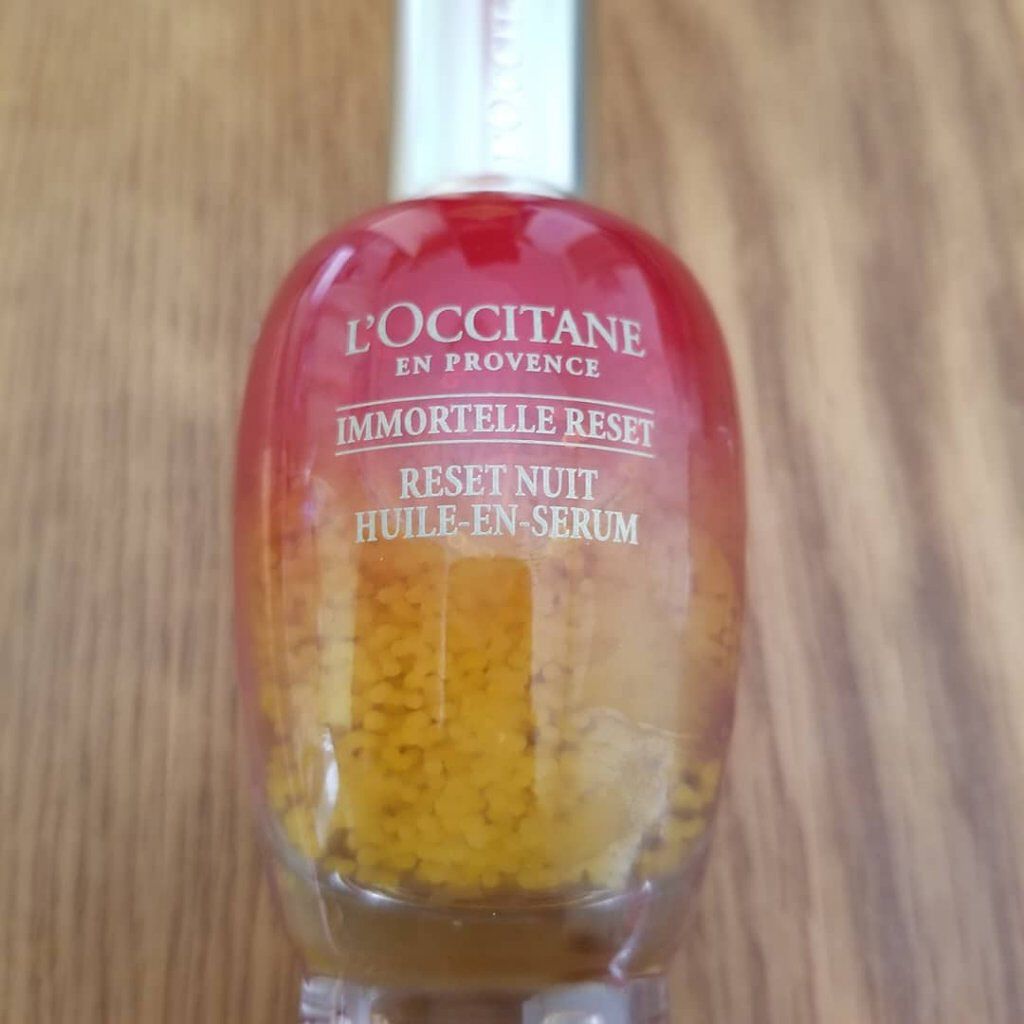 L'OCCITANE
EN PROVENCE
IMMORTELLE RESET
RESET NUIT
HUILE-EN-SERUM